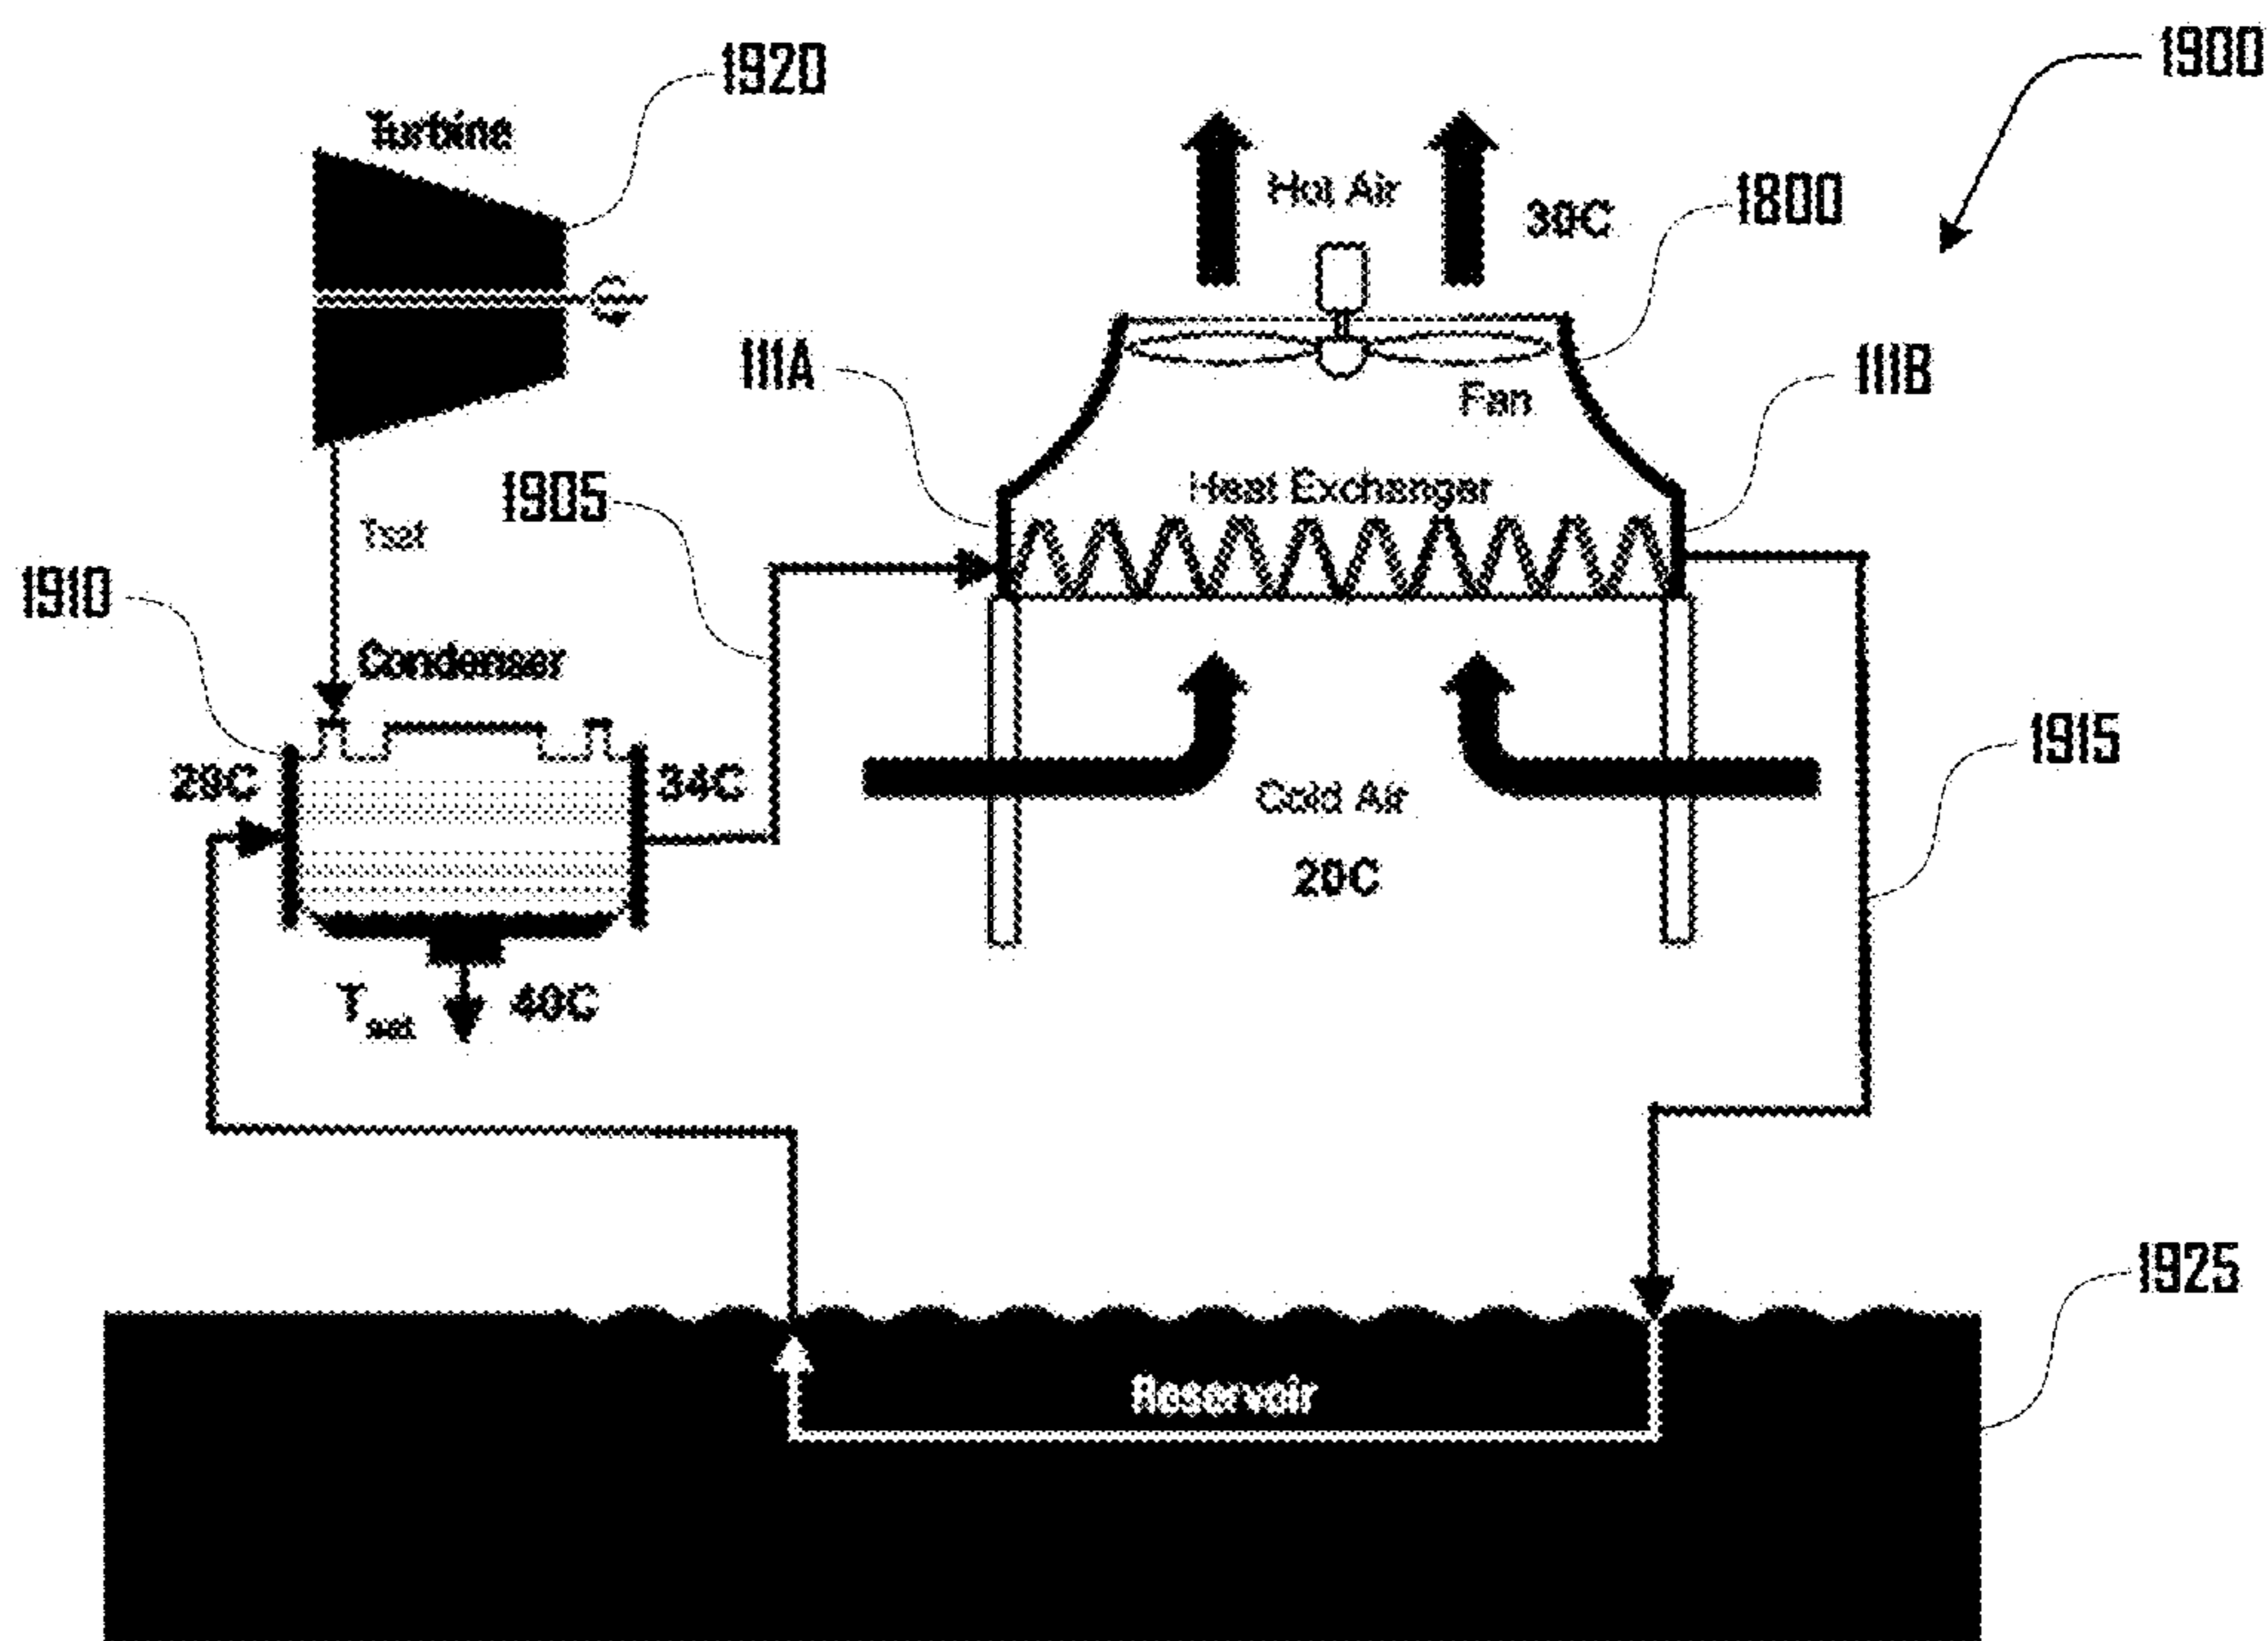 1920
1900
Turbine
Hot Air
30C
1800
111A
111B
Fan
1905
Heat Exchanger
Tsat
1910
Condenser
29C
34C
1915
Cold Air
20C
Tsat
40C
1925
Reservoir